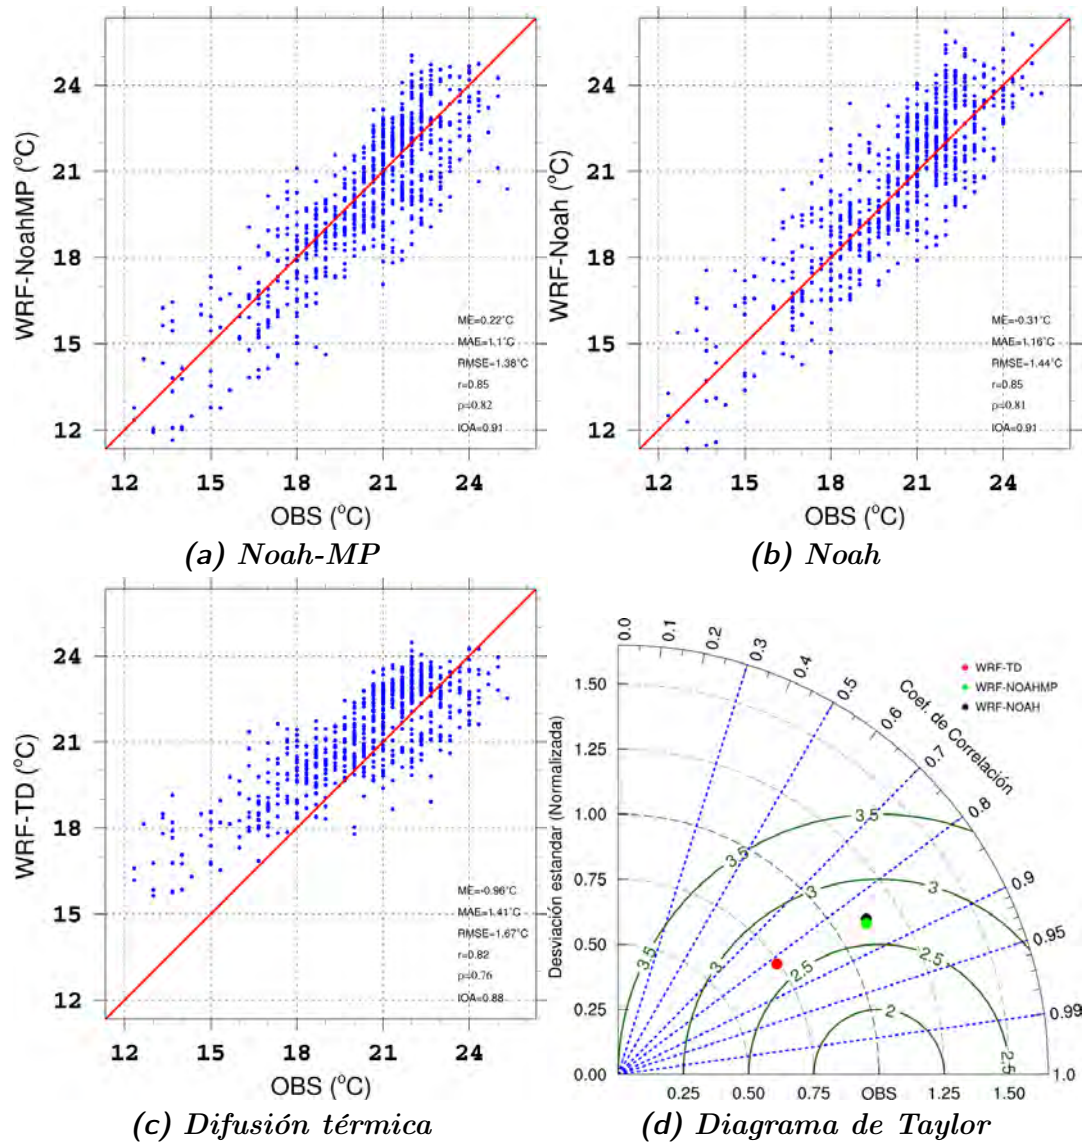 WRF-NoahMP (°C)
24
21
18
15
12
ME=0.22°C
MAE=1.1°C
RMSE=1.38°C
r=0.85
ρ=0.82
IOA=0.91
12 15 18 21 24
OBS (°C)
(a) Noah-MP
WRF-Noah (°C)
24
21
18
15
12
ME=-0.31°C
MAE=1.16°C
RMSE=1.44°C
r=0.85
ρ=0.81
IOA=0.91
12 15 18 21 24
OBS (°C)
(b) Noah
WRF-TD (°C)
24
21
18
15
12
ME=-0.96°C
MAE=1.41°C
RMSE=1.67°C
r=0.82
ρ=0.76
IOA=0.88
12 15 18 21 24
OBS (°C)
(c) Difusión térmica
Desviación estandar (Normalizada)
1.50
1.25
1.00
0.75
0.50
0.25
0.00
0.25 0.50 0.75 OBS 1.25 1.50
0.0 0.1 0.2 0.3 0.4 0.5 0.6 0.7 0.8 0.9 0.95 0.99 1.0
Coef. de Correlación
WRF-TD
WRF-NOAHMP
WRF-NOAH
3.5
3.5
3.5
3
3
2.5
2.5
2.5
2
(d) Diagrama de Taylor